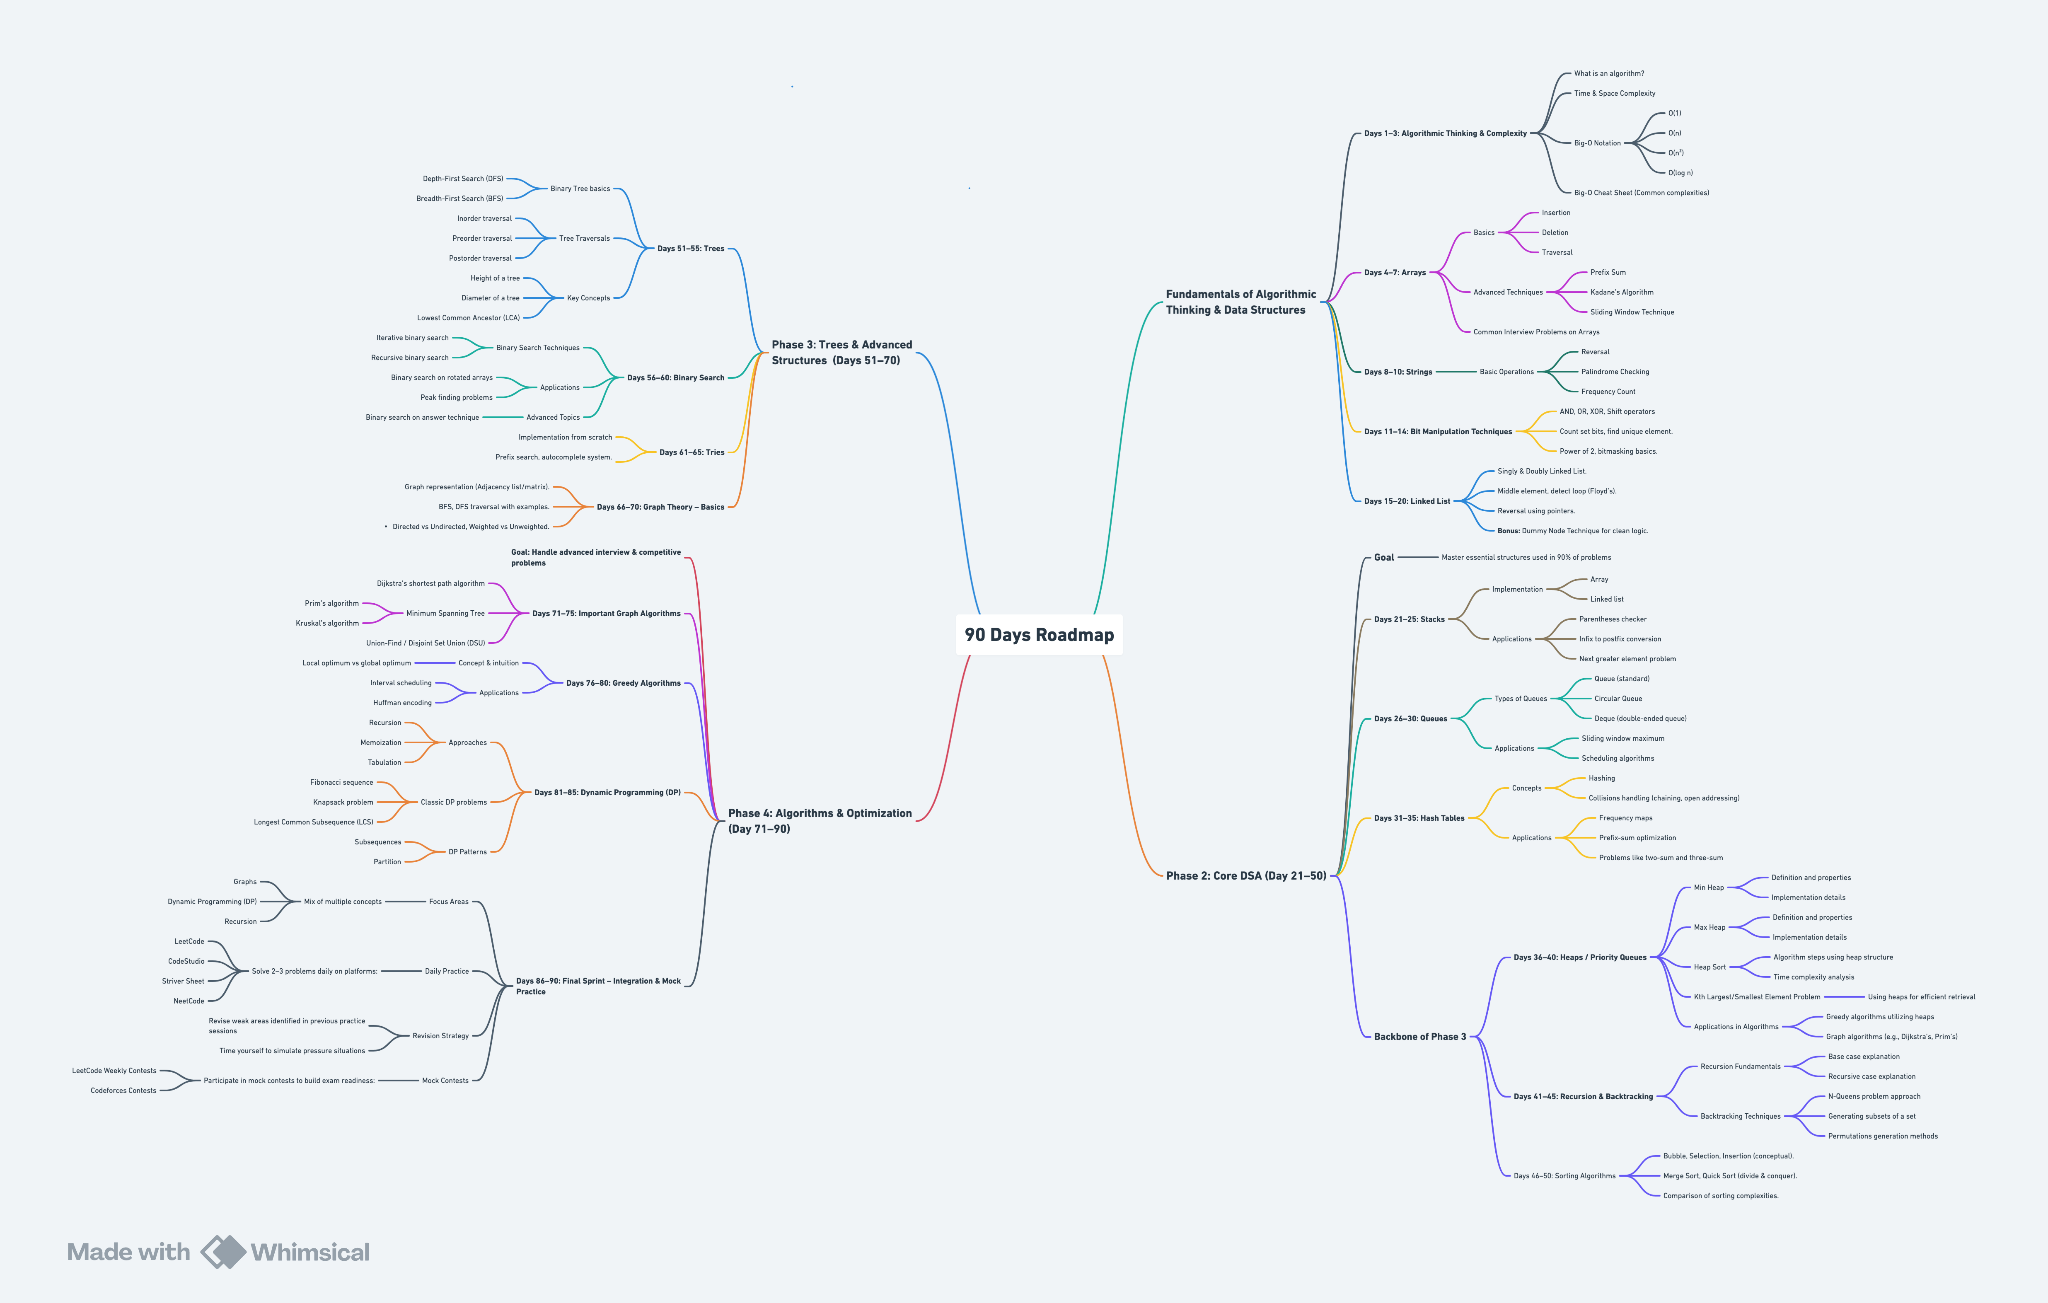 90 Days Roadmap
Fundamentals of Algorithmic
Thinking & Data Structures
Days 1–3: Algorithmic Thinking & Complexity
What is an algorithm?
Time & Space Complexity
Big-O Notation
O(1)
O(n)
O(n²)
O(log n)
Big-O Cheat Sheet (Common complexities)
Days 4–7: Arrays
Basics
Insertion
Deletion
Traversal
Advanced Techniques
Prefix Sum
Kadane's Algorithm
Sliding Window Technique
Common Interview Problems on Arrays
Days 8–10: Strings
Basic Operations
Reversal
Palindrome Checking
Frequency Count
Days 11–14: Bit Manipulation Techniques
AND, OR, XOR, Shift operators
Count set bits, find unique element.
Power of 2, bitmasking basics.
Days 15–20: Linked List
Singly & Doubly Linked List.
Middle element, detect loop (Floyd's).
Reversal using pointers.
Bonus: Dummy Node Technique for clean logic.
Phase 2: Core DSA (Day 21–50)
Goal
Master essential structures used in 90% of problems
Days 21–25: Stacks
Implementation
Array
Linked list
Applications
Parentheses checker
Infix to postfix conversion
Next greater element problem
Days 26–30: Queues
Types of Queues
Queue (standard)
Circular Queue
Deque (double-ended queue)
Applications
Sliding window maximum
Scheduling algorithms
Days 31–35: Hash Tables
Concepts
Hashing
Collisions handling (chaining, open addressing)
Applications
Frequency maps
Prefix-sum optimization
Problems like two-sum and three-sum
Backbone of Phase 3
Days 36–40: Heaps / Priority Queues
Min Heap
Definition and properties
Implementation details
Max Heap
Definition and properties
Implementation details
Heap Sort
Algorithm steps using heap structure
Time complexity analysis
Kth Largest/Smallest Element Problem
Using heaps for efficient retrieval
Applications in Algorithms
Greedy algorithms utilizing heaps
Graph algorithms (e.g., Dijkstra's, Prim's)
Days 41–45: Recursion & Backtracking
Recursion Fundamentals
Base case explanation
Recursive case explanation
Backtracking Techniques
N-Queens problem approach
Generating subsets of a set
Permutations generation methods
Days 46–50: Sorting Algorithms
Bubble, Selection, Insertion (conceptual).
Merge Sort, Quick Sort (divide & conquer).
Comparison of sorting complexities.
Phase 3: Trees & Advanced
Structures (Days 51–70)
Days 51–55: Trees
Binary Tree basics
Depth-First Search (DFS)
Breadth-First Search (BFS)
Tree Traversals
Inorder traversal
Preorder traversal
Postorder traversal
Key Concepts
Height of a tree
Diameter of a tree
Lowest Common Ancestor (LCA)
Days 56–60: Binary Search
Binary Search Techniques
Iterative binary search
Recursive binary search
Applications
Binary search on rotated arrays
Peak finding problems
Advanced Topics
Binary search on answer technique
Days 61–65: Tries
Implementation from scratch
Prefix search, autocomplete system.
Days 66–70: Graph Theory – Basics
Graph representation (Adjacency list/matrix).
BFS, DFS traversal with examples.
• Directed vs Undirected, Weighted vs Unweighted.
Phase 4: Algorithms & Optimization
(Day 71–90)
Goal: Handle advanced interview & competitive
problems
Days 71–75: Important Graph Algorithms
Dijkstra's shortest path algorithm
Minimum Spanning Tree
Prim's algorithm
Kruskal's algorithm
Union-Find / Disjoint Set Union (DSU)
Days 76–80: Greedy Algorithms
Concept & intuition
Local optimum vs global optimum
Applications
Interval scheduling
Huffman encoding
Days 81–85: Dynamic Programming (DP)
Approaches
Recursion
Memoization
Tabulation
Classic DP problems
Fibonacci sequence
Knapsack problem
Longest Common Subsequence (LCS)
DP Patterns
Subsequences
Partition
Days 86–90: Final Sprint – Integration & Mock
Practice
Focus Areas
Mix of multiple concepts
Graphs
Dynamic Programming (DP)
Recursion
Daily Practice
Solve 2–3 problems daily on platforms:
LeetCode
CodeStudio
Striver Sheet
NeetCode
Revision Strategy
Revise weak areas identified in previous practice
sessions
Time yourself to simulate pressure situations
Mock Contests
Participate in mock contests to build exam readiness:
LeetCode Weekly Contests
Codeforces Contests
Made with Whimsical